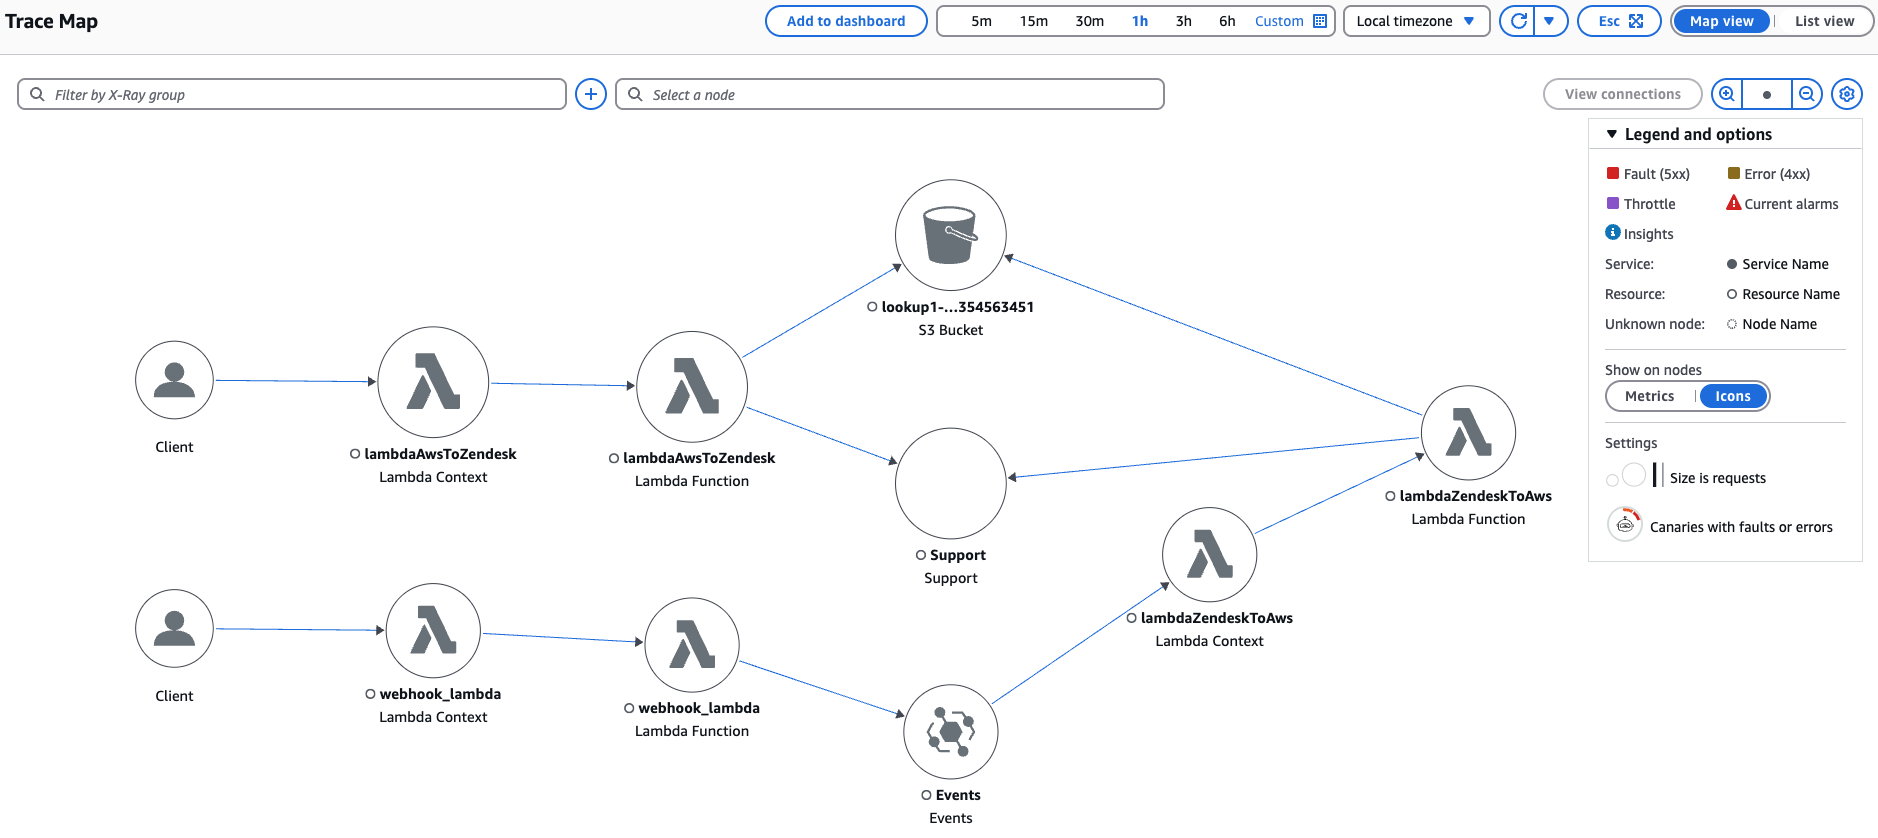 Trace Map
Add to dashboard
5m 15m 30m 1h 3h 6h Custom
Local timezone
Esc
Map view
List view
Filter by X-Ray group
Select a node
View connections
Legend and options
Fault (5xx) Error (4xx)
Throttle Current alarms
Insights
Service: Service Name
Resource: Resource Name
Unknown node: Node Name
Show on nodes
Metrics Icons
Settings
Size is requests
Canaries with faults or errors
lookup1-...354563451
S3 Bucket
Client
lambdaAwsToZendesk
Lambda Context
lambdaAwsToZendesk
Lambda Function
Support
Support
lambdaZendeskToAws
Lambda Function
lambdaZendeskToAws
Lambda Context
Client
webhook_lambda
Lambda Context
webhook_lambda
Lambda Function
Events
Events